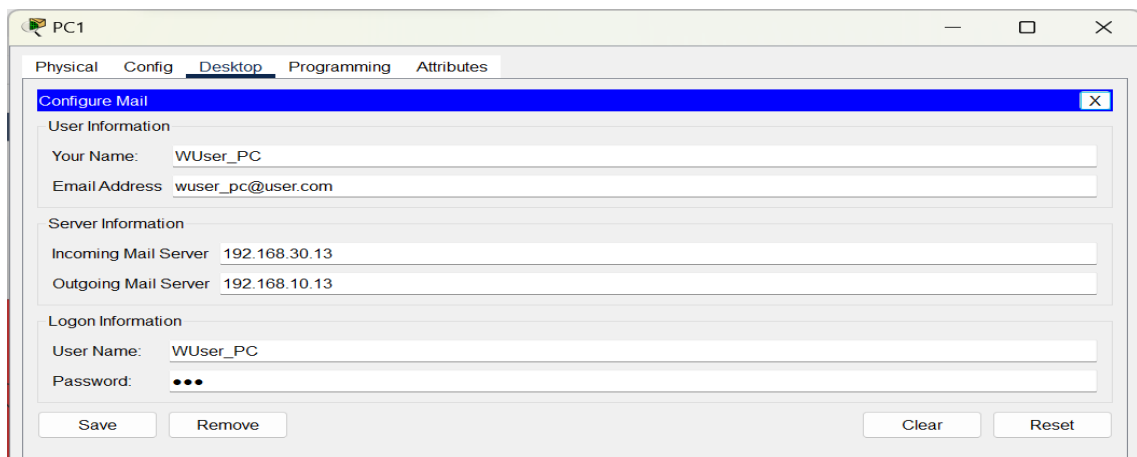 PC1
Physical Config Desktop Programming Attributes
Configure Mail X
User Information
Your Name: WUser_PC
Email Address wuser_pc@user.com
Server Information
Incoming Mail Server 192.168.30.13
Outgoing Mail Server 192.168.10.13
Logon Information
User Name: WUser_PC
Password: •••
Save Remove Clear Reset